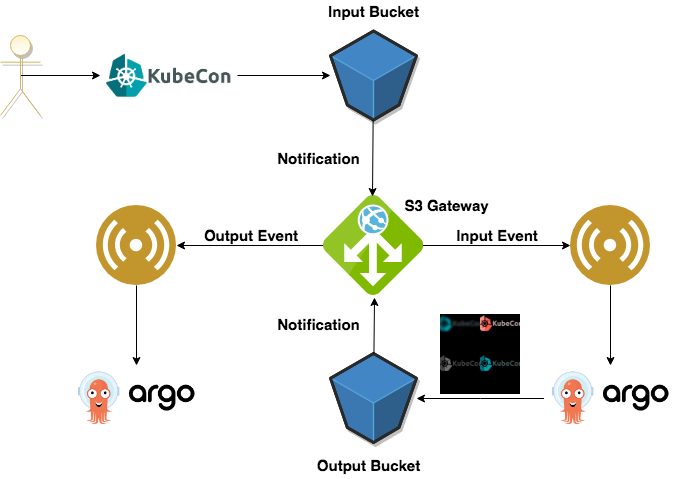 Input Bucket
KubeCon
Notification
S3 Gateway
Output Event
Input Event
Notification
KubeCon
KubeCon
KubeCon
KubeCon
argo
argo
Output Bucket